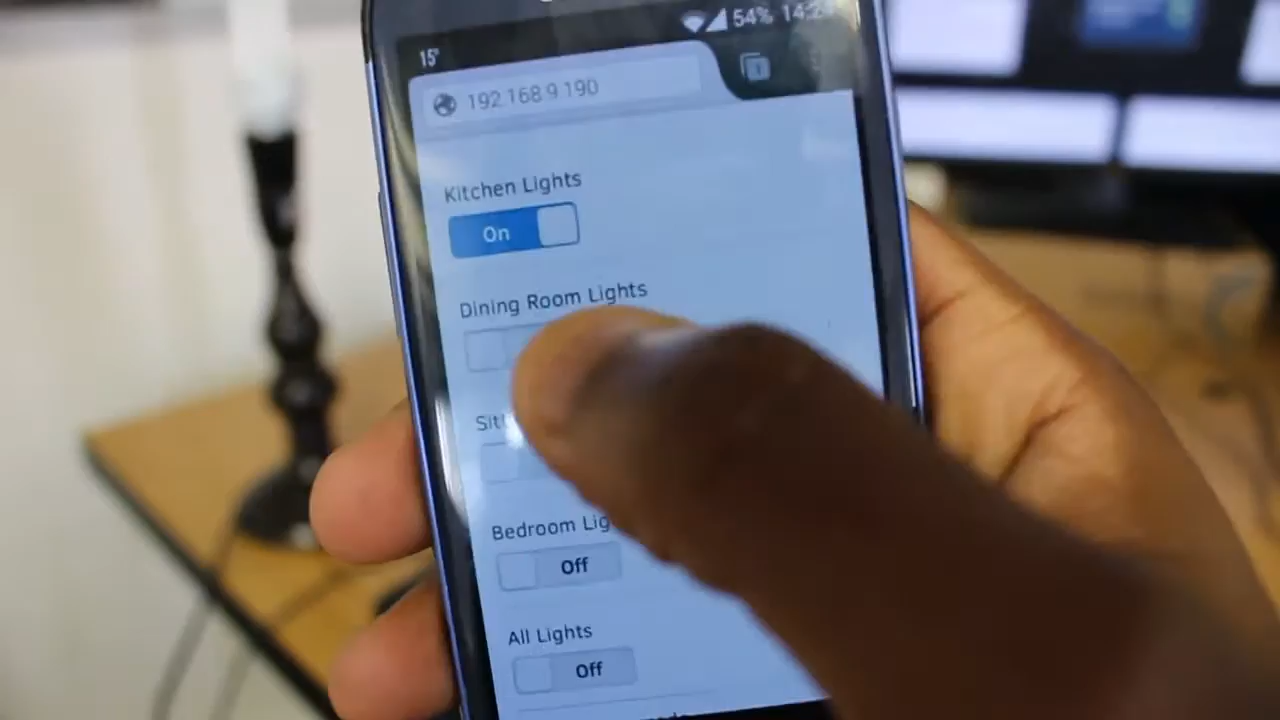 54% 14:2
15°
192.168.9.190
Kitchen Lights
On
Dining Room Lights
Sit
Bedroom Lig
Off
All Lights
Off